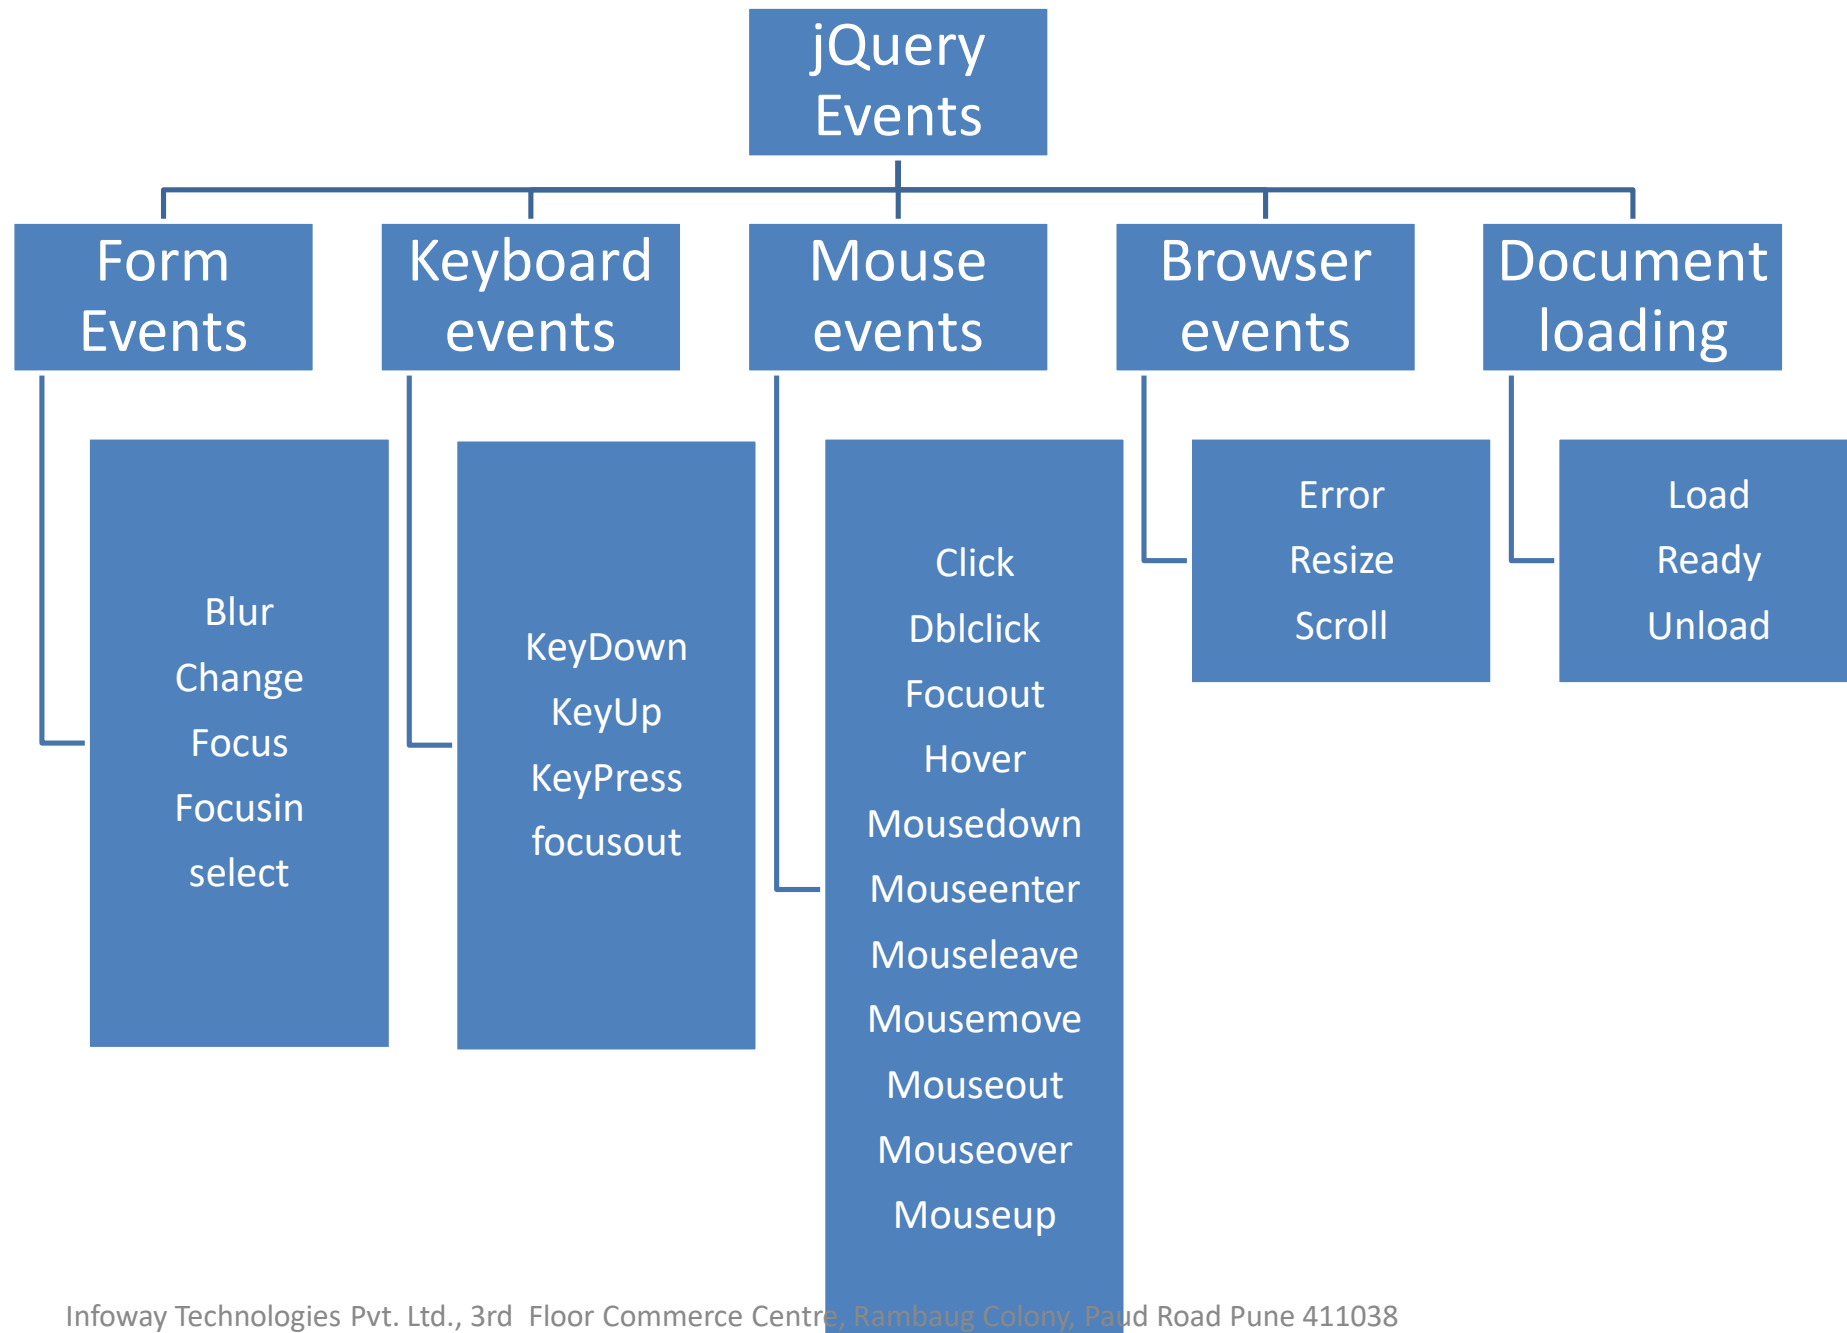 jQuery
Events
Form
Events
Keyboard
events
Mouse
events
Browser
events
Document
loading
Blur
Change
Focus
Focusin
select
KeyDown
KeyUp
KeyPress
focusout
Click
Dblclick
Focuout
Hover
Mousedown
Mouseenter
Mouseleave
Mousemove
Mouseout
Mouseover
Mouseup
Error
Resize
Scroll
Load
Ready
Unload
Infoway Technologies Pvt. Ltd., 3rd Floor Commerce Centre, Rambaug Colony, Paud Road Pune 411038